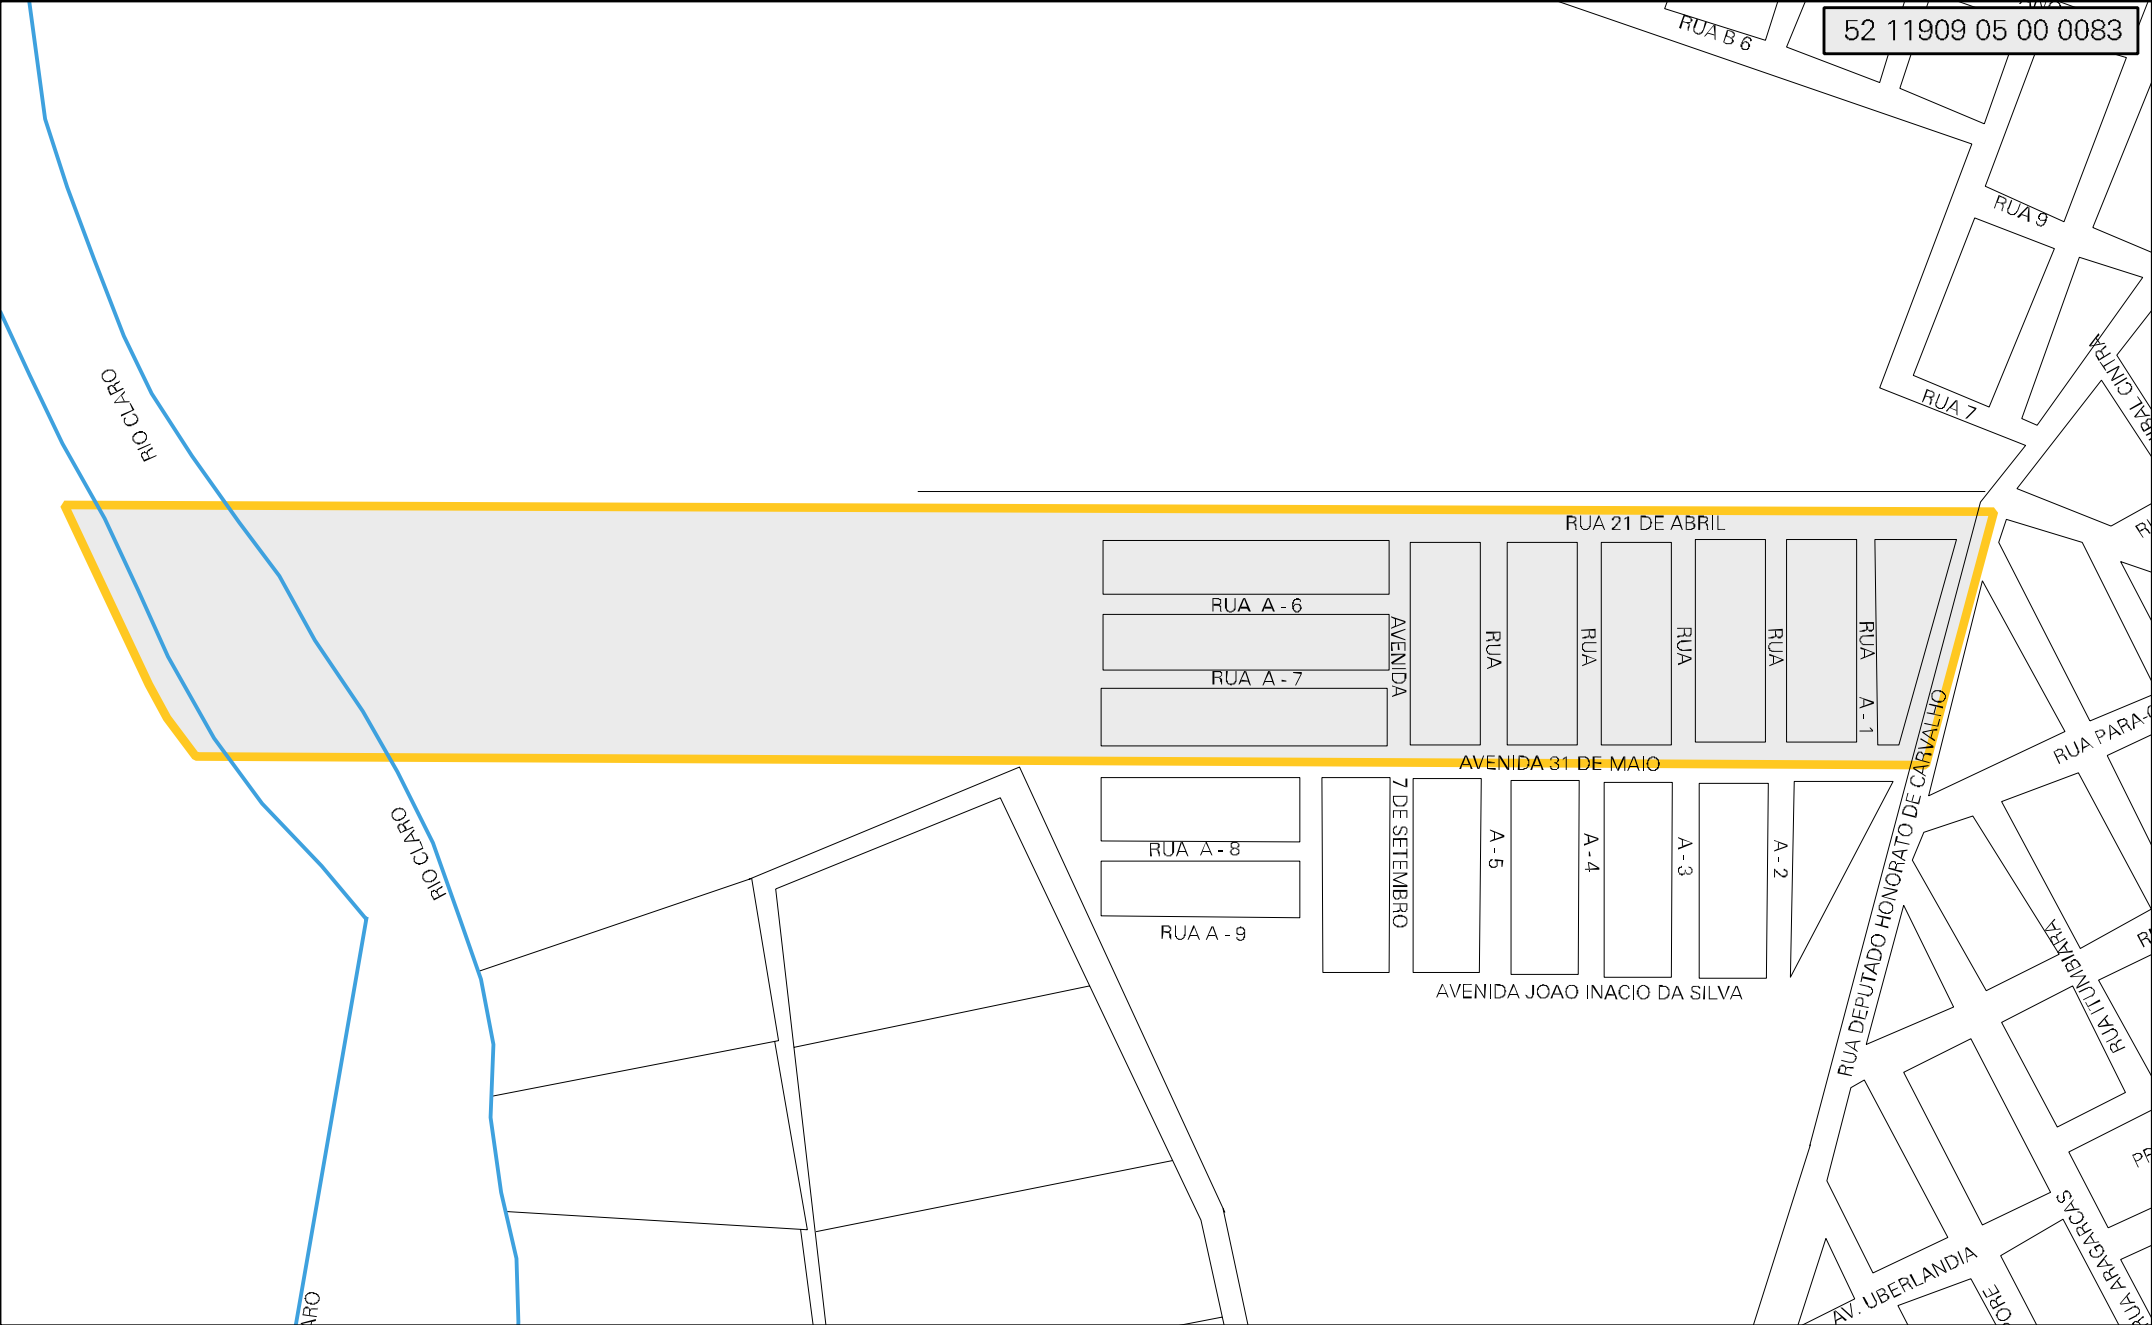 52 11909 05 00 0083
RUA B 6
RUA 9
RUA 7
RIO CLARO
RUA 21 DE ABRIL
RUA A - 6
RUA A - 7
AVENIDA
RUA
RUA
RUA
RUA
RUA A - 1
AVENIDA 31 DE MAIO
RUA A - 8
RUA A - 9
7 DE SETEMBRO
A - 5
A - 4
A - 3
A - 2
AVENIDA JOAO INACIO DA SILVA
RUA DEPUTADO HONORATO DE CARVALHO
RIO CLARO
RUA ITUMBIARA
RUA ARAGARCAS
AV. UBERLANDIA
CINTRA
RUA PARA-